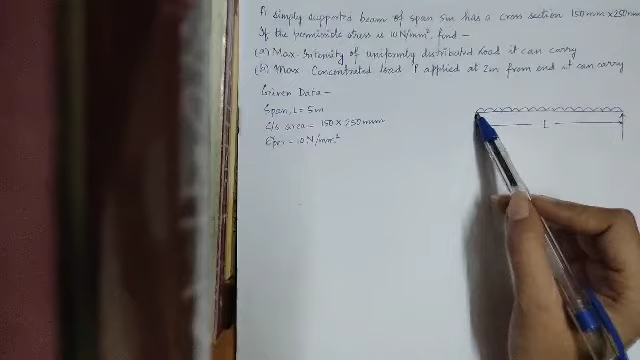 A simply supported beam of span 5m has a cross section 150mm x 250mm
If the permissible stress is 10 N/mm² find -
(a) Max. Intensity of uniformly distributed Load it can carry
(b) Max Concentrated load P applied at 2m from end it can carry
Given Data -
Span, L = 5m
C/s area = 150 x 250mm
σper = 10 N/mm²
L